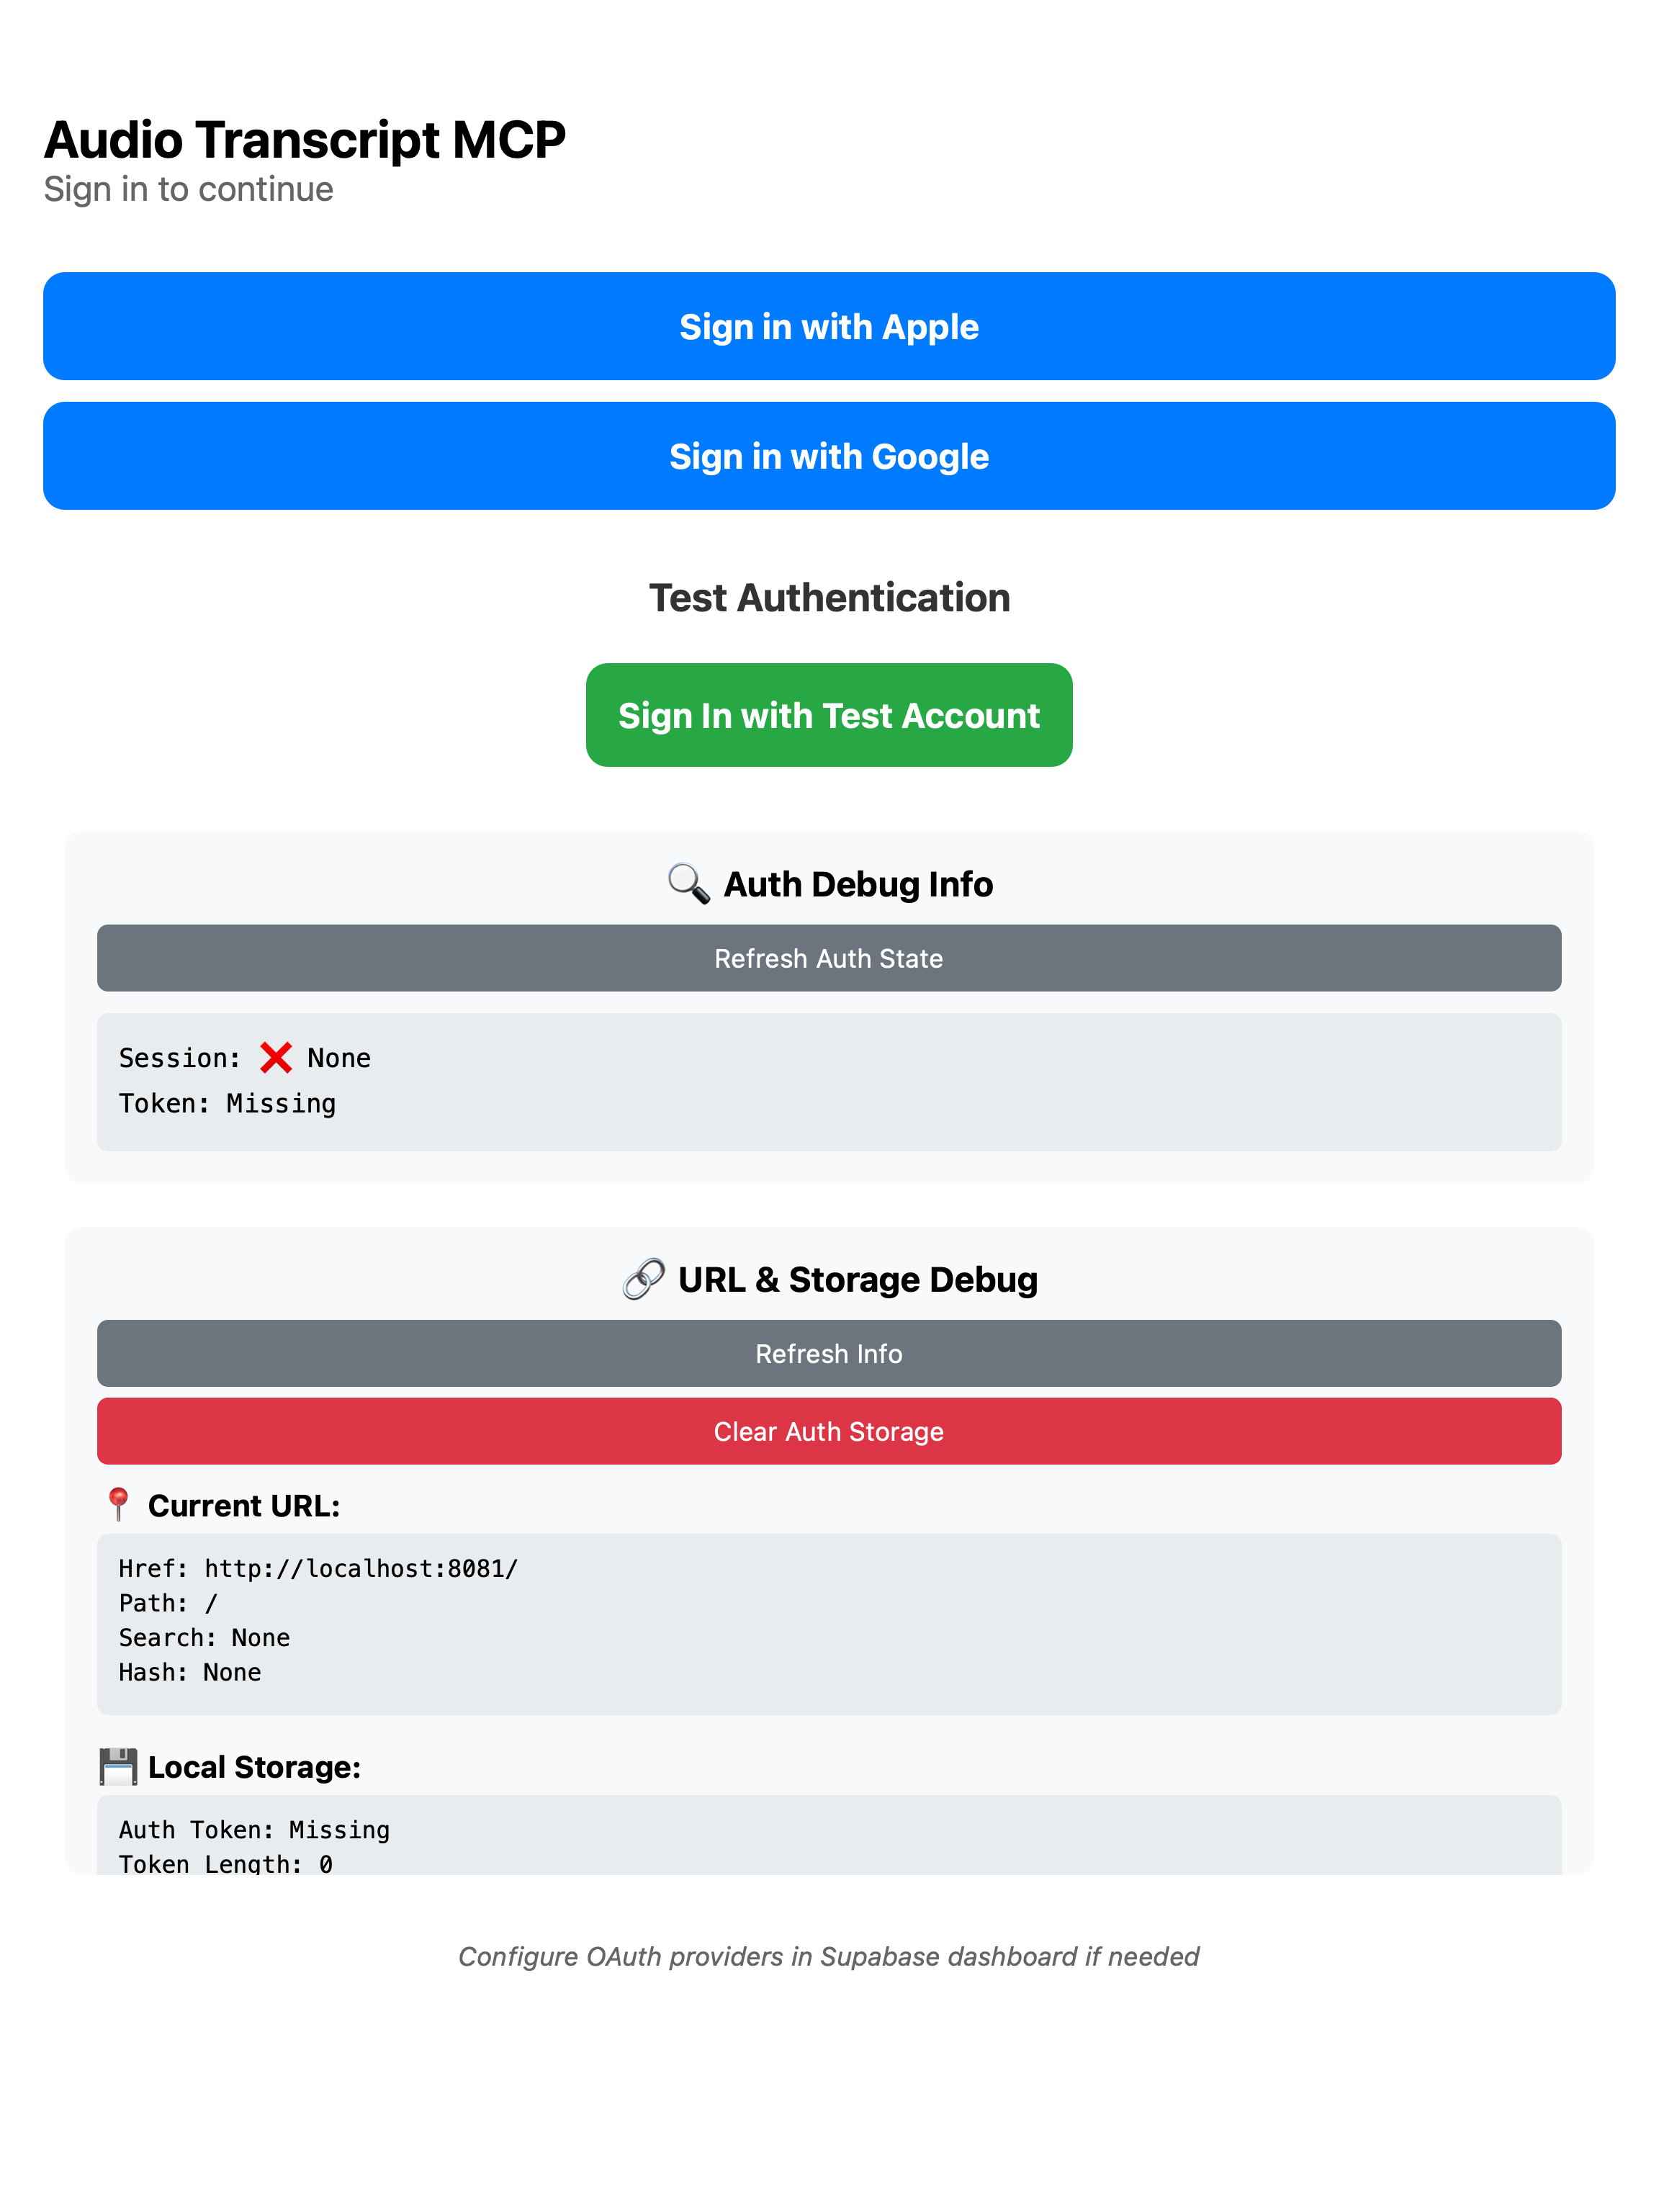 Audio Transcript MCP
Sign in to continue
Sign in with Apple
Sign in with Google
Test Authentication
Sign In with Test Account
🔍 Auth Debug Info
Refresh Auth State
Session: ❌ None
Token: Missing
🔗 URL & Storage Debug
Refresh Info
Clear Auth Storage
📍 Current URL:
Href: http://localhost:8081/
Path: /
Search: None
Hash: None
💾 Local Storage:
Auth Token: Missing
Token Length: 0
Configure OAuth providers in Supabase dashboard if needed